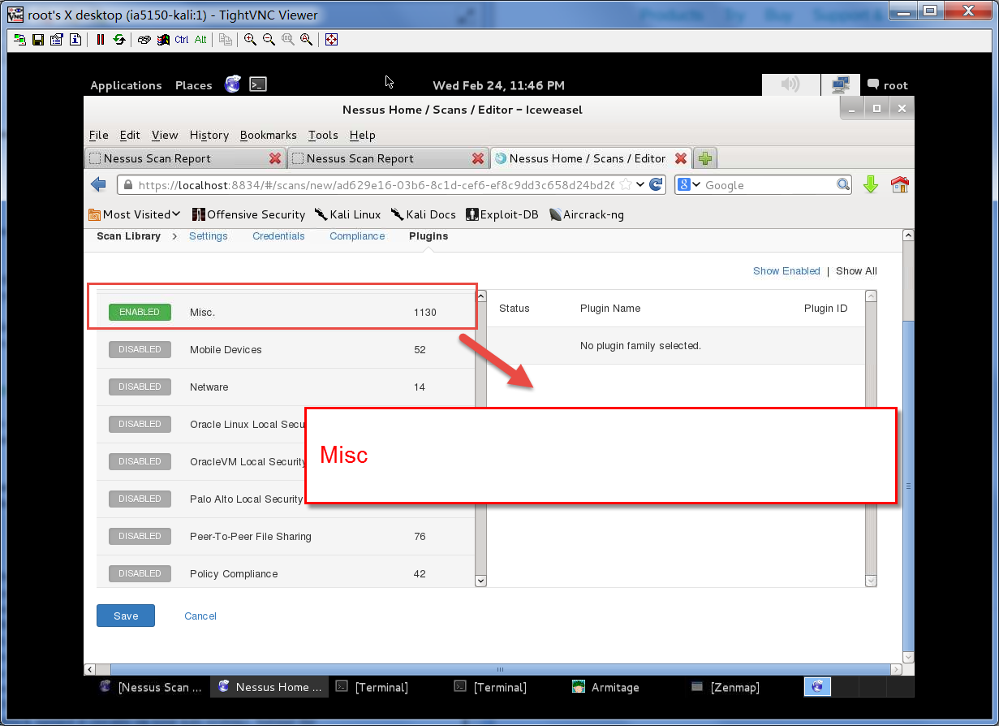 root's X desktop (ia5150-kali:1) - TightVNC Viewer
Ctrl Alt
Applications Places Wed Feb 24, 11:46 PM root
Nessus Home / Scans / Editor - Iceweasel
File Edit View History Bookmarks Tools Help
Nessus Scan Report Nessus Scan Report Nessus Home / Scans / Editor
https://localhost:8834/#/scans/new/ad629e16-03b6-8c1d-cef6-ef8c9dd3c658d24bd26 Google
Most Visited Offensive Security Kali Linux Kali Docs Exploit-DB Aircrack-ng
Scan Library > Settings Credentials Compliance Plugins
Show Enabled | Show All
Status Plugin Name Plugin ID
ENABLED Misc. 1130
No plugin family selected.
DISABLED Mobile Devices 52
DISABLED Netware 14
DISABLED Oracle Linux Local Secu
DISABLED OracleVM Local Security
DISABLED Palo Alto Local Security
Misc
DISABLED Peer-To-Peer File Sharing 76
DISABLED Policy Compliance 42
Save Cancel
[Nessus Scan ... Nessus Home ... [Terminal] [Terminal] Armitage [Zenmap]